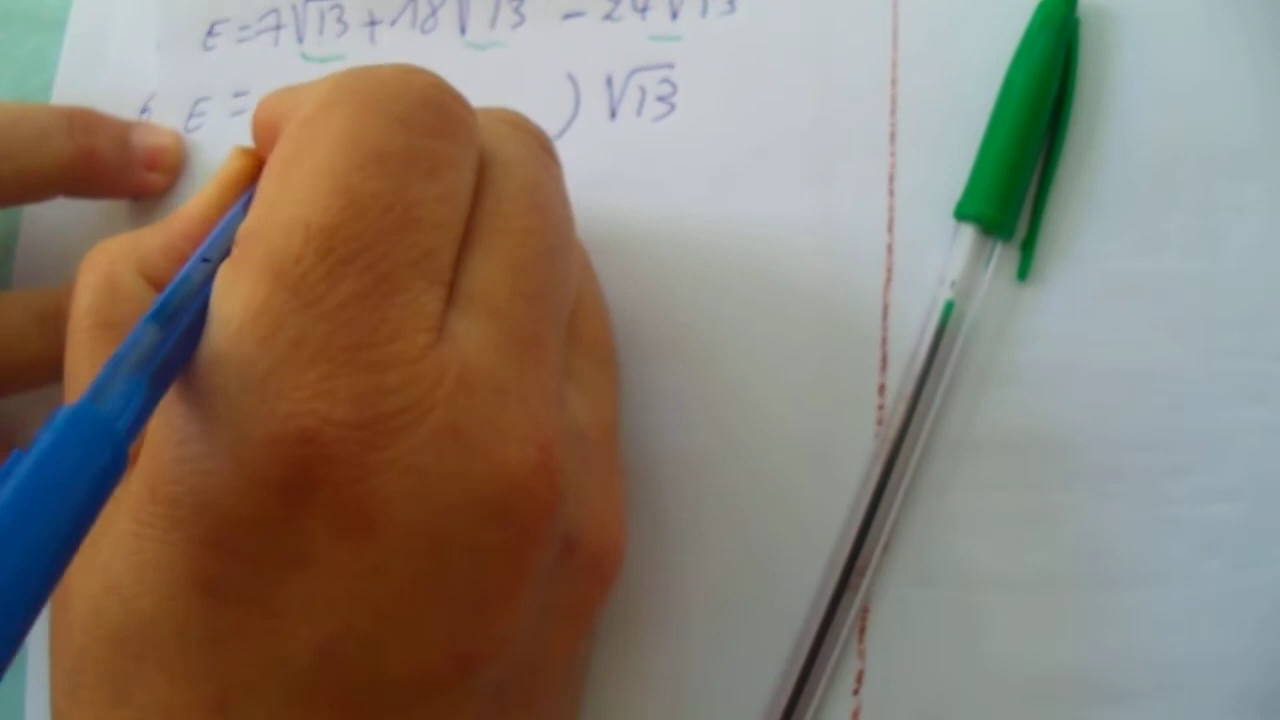 E = 7√13 + 18√13 - 24√13
E = ) √13